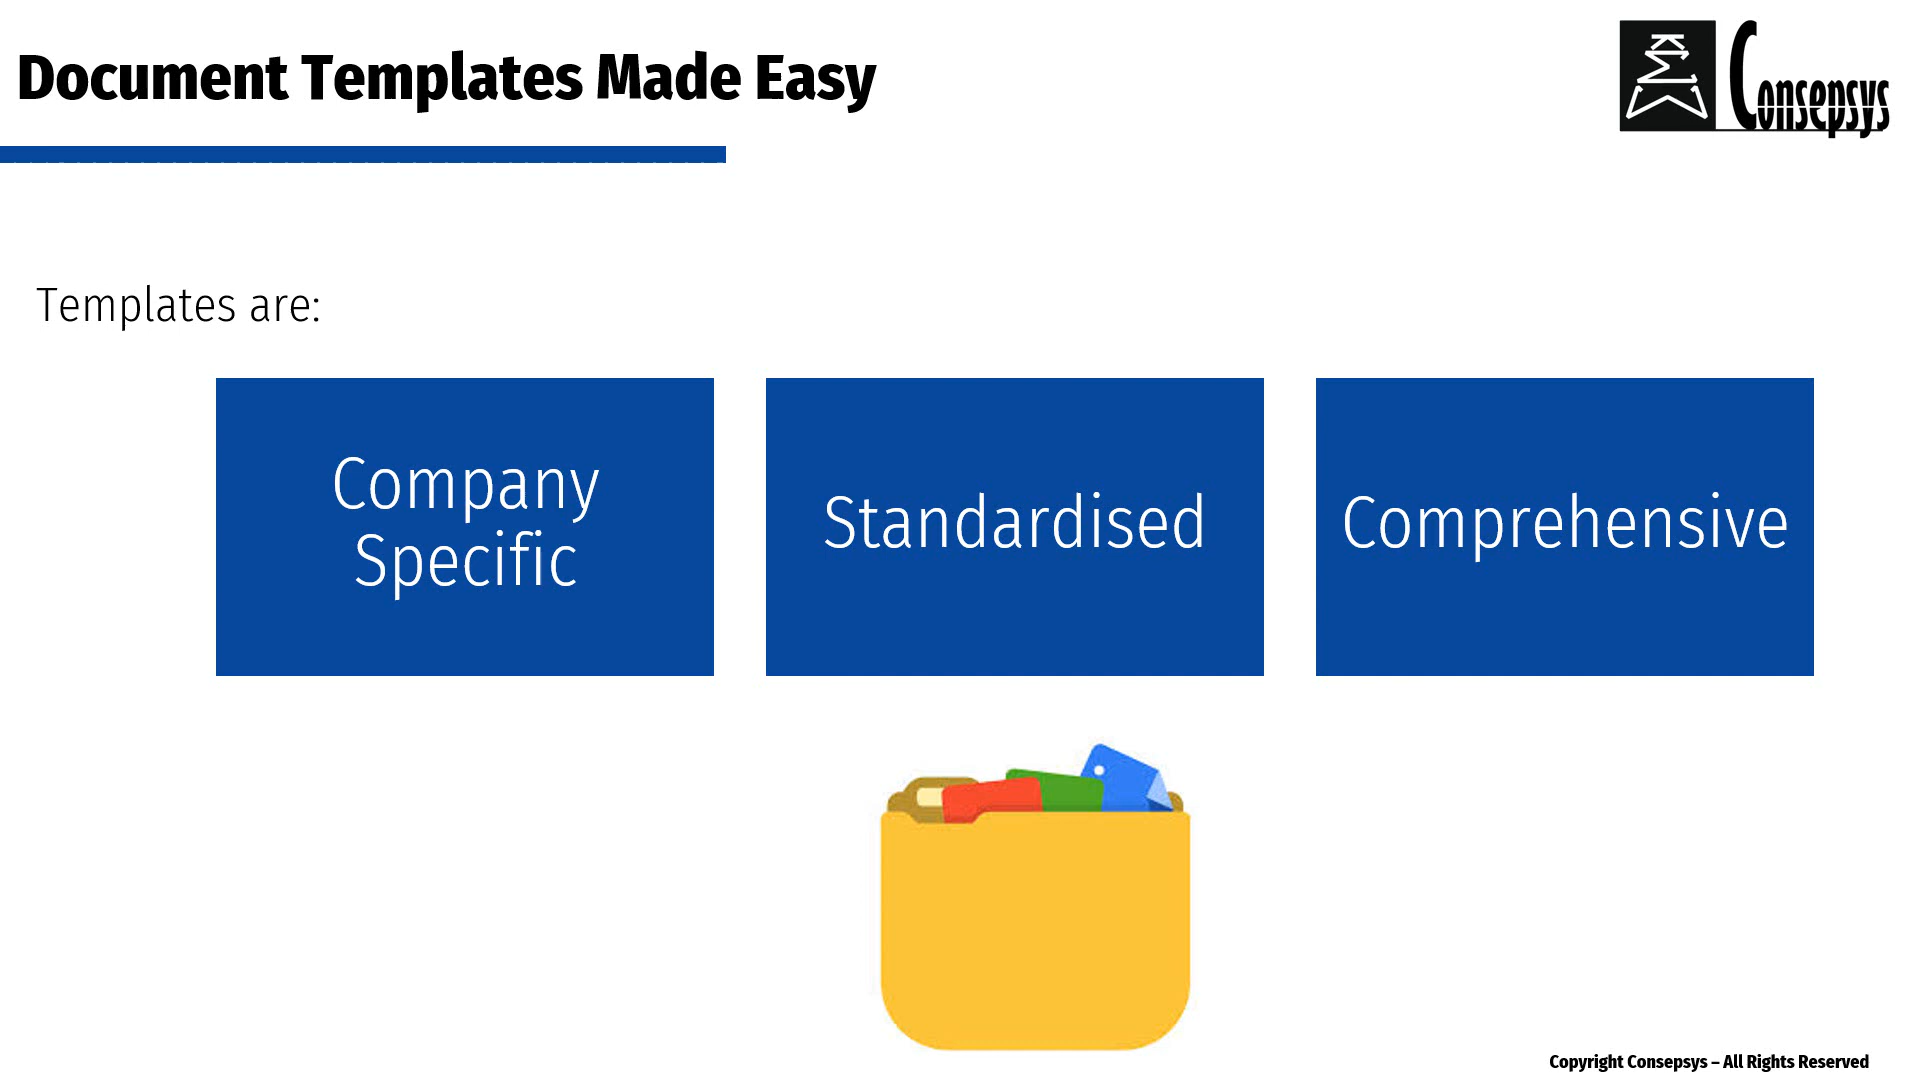 Document Templates Made Easy
Consepsys
Templates are:
Company
Specific
Standardised
Comprehensive
Copyright Consepsys – All Rights Reserved